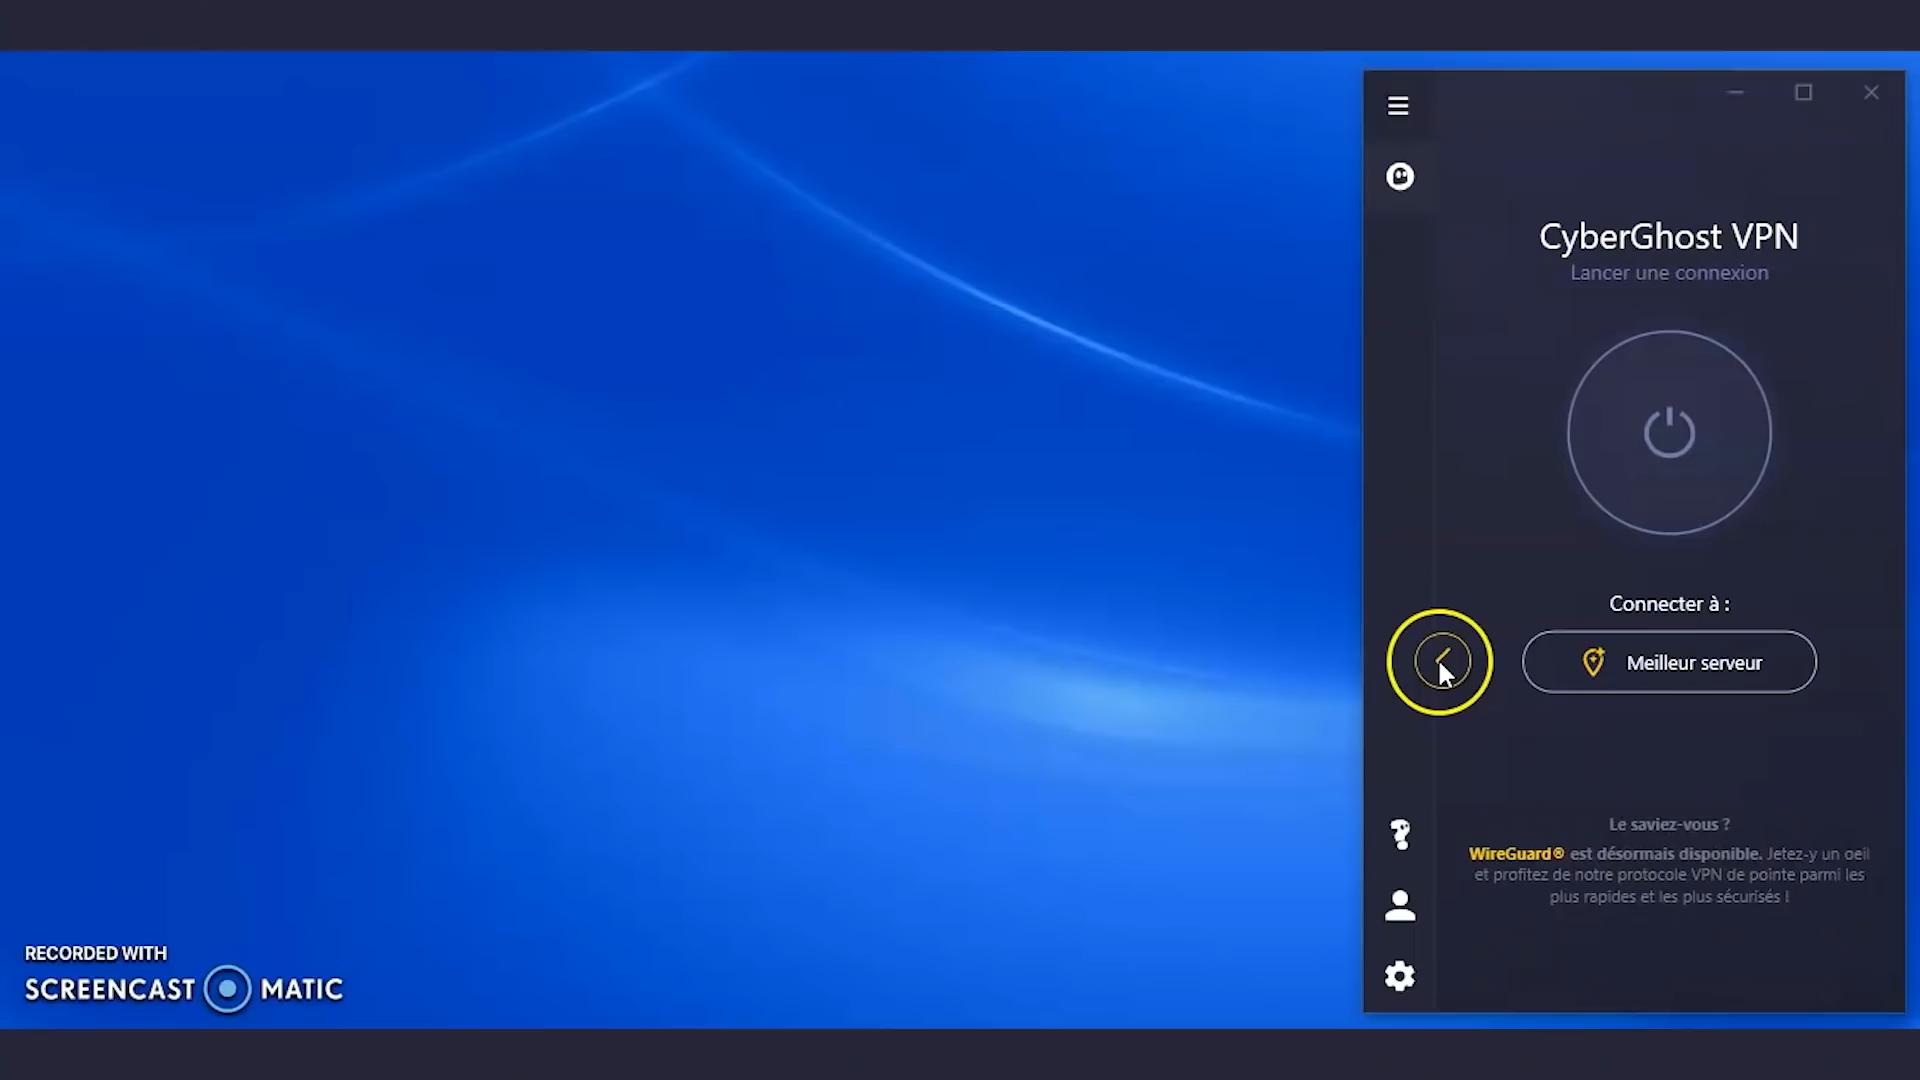 CyberGhost VPN
Lancer une connexion
Connecter à :
Meilleur serveur
Le saviez-vous ?
WireGuard® est désormais disponible. Jetez-y un oeil
et profitez de notre protocole VPN de pointe parmi les
plus rapides et les plus sécurisés !
RECORDED WITH
SCREENCAST MATIC